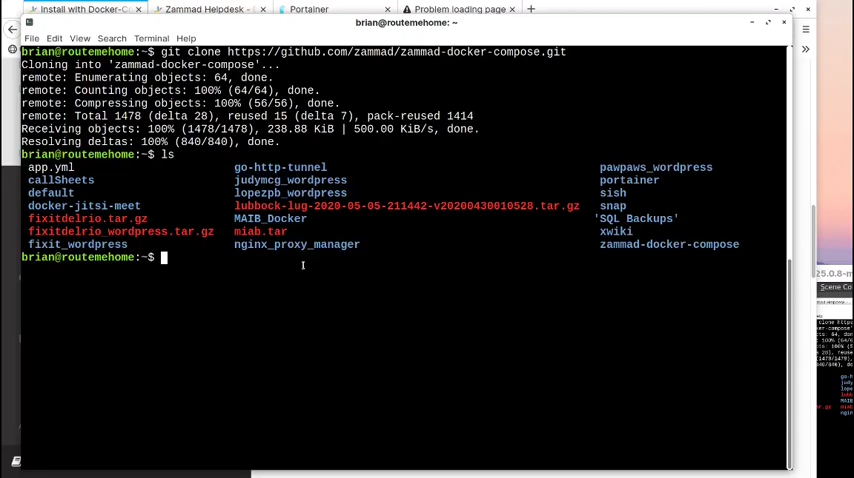 Install with Docker-C
Zammad Helpdesk -
Portainer
Problem loading page
brian@routemehome: ~
File Edit View Search Terminal Help
brian@routemehome:~$ git clone https://github.com/zammad/zammad-docker-compose.git
Cloning into 'zammad-docker-compose'...
remote: Enumerating objects: 64, done.
remote: Counting objects: 100% (64/64), done.
remote: Compressing objects: 100% (56/56), done.
remote: Total 1478 (delta 28), reused 15 (delta 7), pack-reused 1414
Receiving objects: 100% (1478/1478), 238.88 KiB | 500.00 KiB/s, done.
Resolving deltas: 100% (840/840), done.
brian@routemehome:~$ ls
app.yml go-http-tunnel pawpaws_wordpress
callSheets judymcg_wordpress portainer
default lopezpb_wordpress sish
docker-jitsi-meet lubbock-lug-2020-05-05-211442-v20200430010528.tar.gz snap
fixitdelrio.tar.gz MAIB_Docker 'SQL Backups'
fixitdelrio_wordpress.tar.gz miab.tar xwiki
fixit_wordpress nginx_proxy_manager zammad-docker-compose
brian@routemehome:~$
25.0.8-m
Scene Co